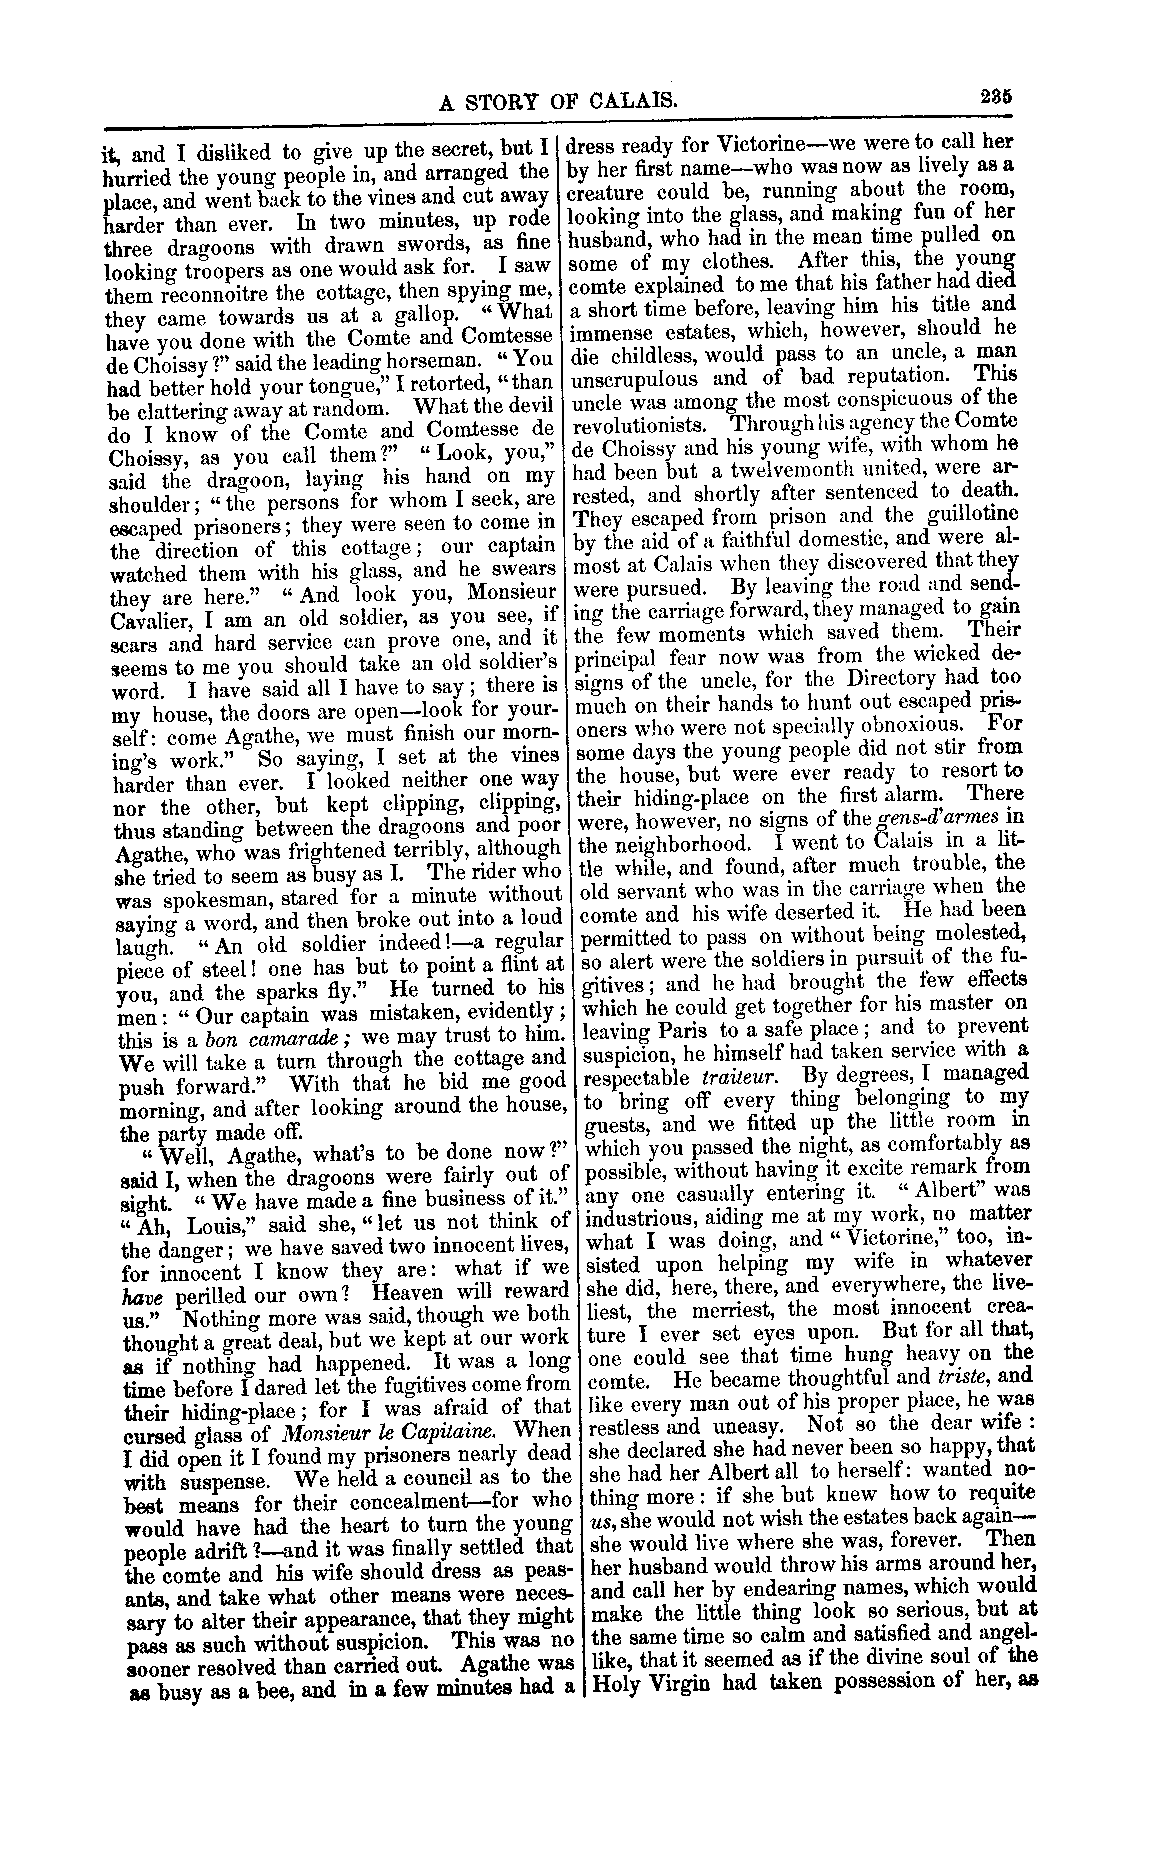 A STORY OF CALAIS.
235
it, and I disliked to give up the secret, but I
hurried the young people in, and arranged the
place, and went back to the vines and cut away
harder than ever. In two minutes, up rode
three dragoons with drawn swords, as fine
looking troopers as one would ask for. I saw
them reconnoitre the cottage, then spying me,
they came towards us at a gallop. “What
have you done with the Comte and Comtesse
de Choissy?” said the leading horseman. “You
had better hold your tongue,” I retorted, “than
be clattering away at random. What the devil
do I know of the Comte and Comtesse de
Choissy, as you call them?” “Look, you,”
said the dragoon, laying his hand on my
shoulder; “the persons for whom I seek, are
escaped prisoners; they were seen to come in
the direction of this cottage; our captain
watched them with his glass, and he swears
they are here.” “And look you, Monsieur
Cavalier, I am an old soldier, as you see, if
scars and hard service can prove one, and it
seems to me you should take an old soldier's
word. I have said all I have to say; there is
my house, the doors are open—look for your-
self: come Agathe, we must finish our morn-
ing's work.” So saying, I set at the vines
harder than ever. I looked neither one way
nor the other, but kept clipping, clipping,
thus standing between the dragoons and poor
Agathe, who was frightened terribly, although
she tried to seem as busy as I. The rider who
was spokesman, stared for a minute without
saying a word, and then broke out into a loud
laugh. “An old soldier indeed!—a regular
piece of steel! one has but to point a flint at
you, and the sparks fly.” He turned to his
men: “Our captain was mistaken, evidently;
this is a bon camarade; we may trust to him.
We will take a turn through the cottage and
push forward.” With that he bid me good
morning, and after looking around the house,
the party made off.
“Well, Agathe, what's to be done now?”
said I, when the dragoons were fairly out of
sight. “We have made a fine business of it.”
“Ah, Louis,” said she, “let us not think of
the danger; we have saved two innocent lives,
for innocent I know they are: what if we
have perilled our own? Heaven will reward
us.” Nothing more was said, though we both
thought a great deal, but we kept at our work
as if nothing had happened. It was a long
time before I dared let the fugitives come from
their hiding-place; for I was afraid of that
cursed glass of Monsieur le Capitaine. When
I did open it I found my prisoners nearly dead
with suspense. We held a council as to the
best means for their concealment—for who
would have had the heart to turn the young
people adrift?—and it was finally settled that
the comte and his wife should dress as peas-
ants, and take what other means were neces-
sary to alter their appearance, that they might
pass as such without suspicion. This was no
sooner resolved than carried out. Agathe was
as busy as a bee, and in a few minutes had a
dress ready for Victorine—we were to call her
by her first name—who was now as lively as a
creature could be, running about the room,
looking into the glass, and making fun of her
husband, who had in the mean time pulled on
some of my clothes. After this, the young
comte explained to me that his father had died
a short time before, leaving him his title and
immense estates, which, however, should he
die childless, would pass to an uncle, a man
unscrupulous and of bad reputation. This
uncle was among the most conspicuous of the
revolutionists. Through his agency the Comte
de Choissy and his young wife, with whom he
had been but a twelvemonth united, were ar-
rested, and shortly after sentenced to death.
They escaped from prison and the guillotine
by the aid of a faithful domestic, and were al-
most at Calais when they discovered that they
were pursued. By leaving the road and send-
ing the carriage forward, they managed to gain
the few moments which saved them. Their
principal fear now was from the wicked de-
signs of the uncle, for the Directory had too
much on their hands to hunt out escaped pris-
oners who were not specially obnoxious. For
some days the young people did not stir from
the house, but were ever ready to resort to
their hiding-place on the first alarm. There
were, however, no signs of the gens-d'armes in
the neighborhood. I went to Calais in a lit-
tle while, and found, after much trouble, the
old servant who was in the carriage when the
comte and his wife deserted it. He had been
permitted to pass on without being molested,
so alert were the soldiers in pursuit of the fu-
gitives; and he had brought the few effects
which he could get together for his master on
leaving Paris to a safe place; and to prevent
suspicion, he himself had taken service with a
respectable traiteur. By degrees, I managed
to bring off every thing belonging to my
guests, and we fitted up the little room in
which you passed the night, as comfortably as
possible, without having it excite remark from
any one casually entering it. “Albert” was
industrious, aiding me at my work, no matter
what I was doing, and “Victorine,” too, in-
sisted upon helping my wife in whatever
she did, here, there, and everywhere, the live-
liest, the merriest, the most innocent crea-
ture I ever set eyes upon. But for all that,
one could see that time hung heavy on the
comte. He became thoughtful and triste, and
like every man out of his proper place, he was
restless and uneasy. Not so the dear wife:
she declared she had never been so happy, that
she had her Albert all to herself: wanted no-
thing more: if she but knew how to requite
us, she would not wish the estates back again—
she would live where she was, forever. Then
her husband would throw his arms around her,
and call her by endearing names, which would
make the little thing look so serious, but at
the same time so calm and satisfied and angel-
like, that it seemed as if the divine soul of the
Holy Virgin had taken possession of her, as